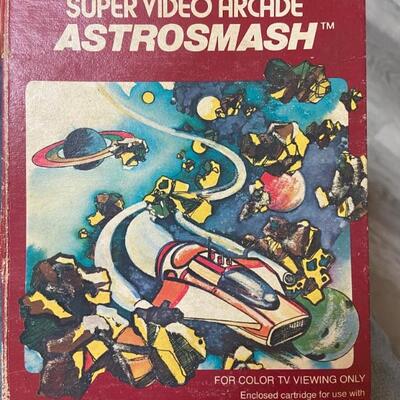 SUPER VIDEO ARCADE
ASTROSMASH™
FOR COLOR TV VIEWING ONLY
Enclosed cartridge for use with